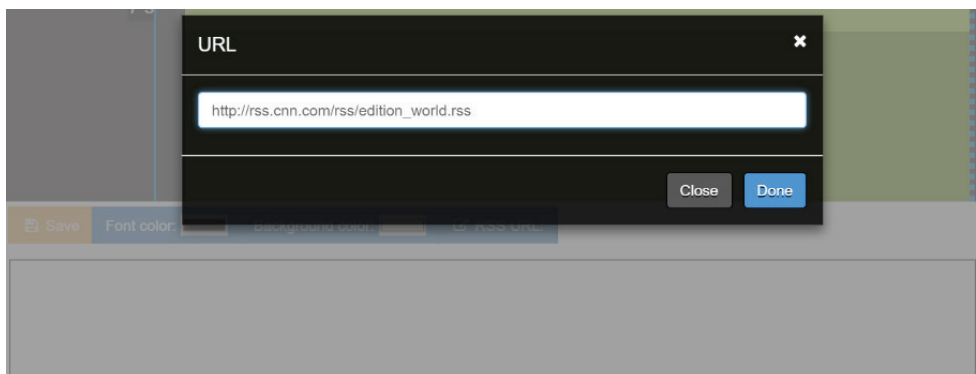 URL
×
http://rss.cnn.com/rss/edition_world.rss
Close Done
Save Font color: Background color: RSS URL